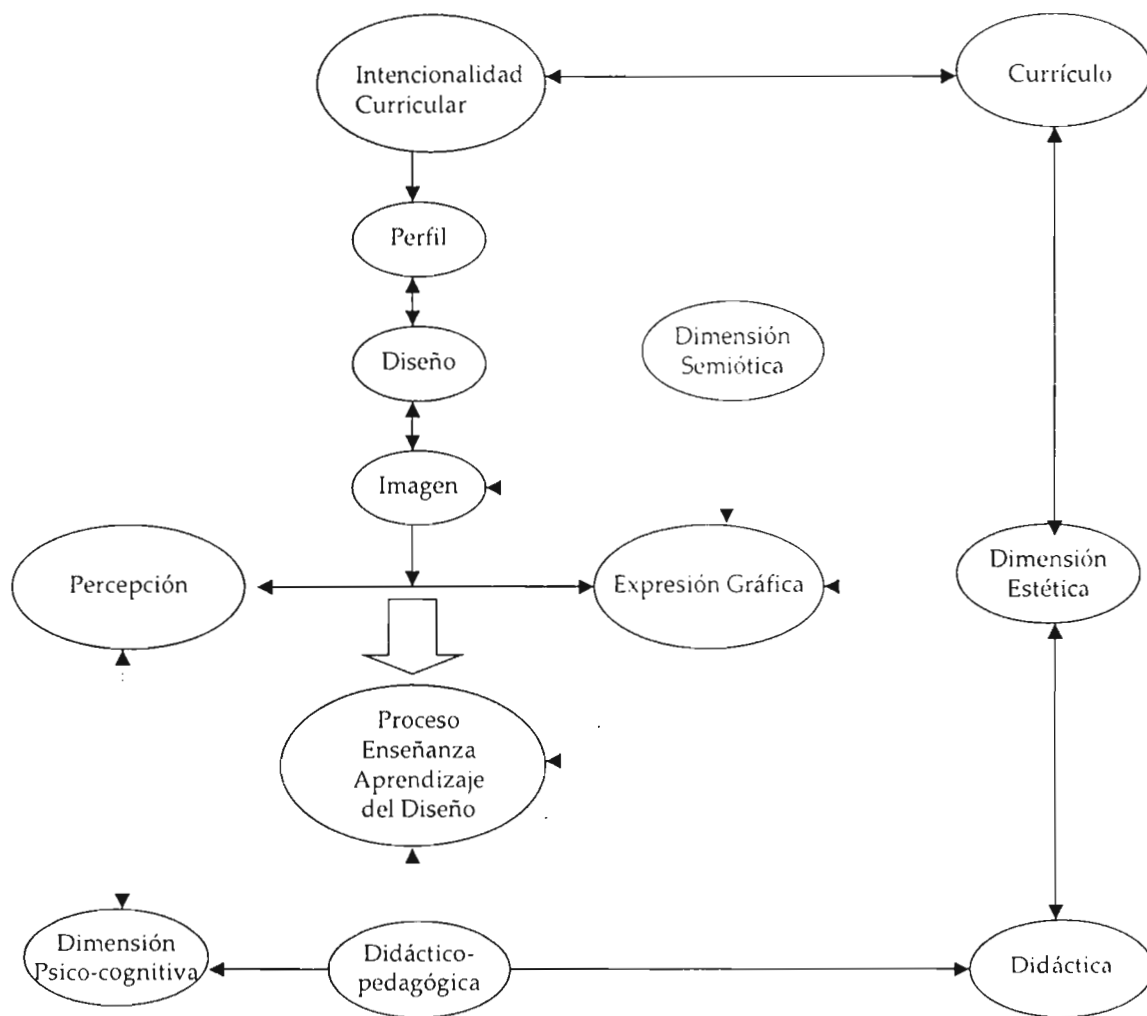 Intencionalidad
Curricular
Currículo
Perfil
Dimensión
Semiótica
Diseño
Imagen
Percepción
Expresión Gráfica
Dimensión
Estética
Proceso
Enseñanza
Aprendizaje
del Diseño
Dimensión
Psico-cognitiva
Didáctico-
pedagógica
Didáctica